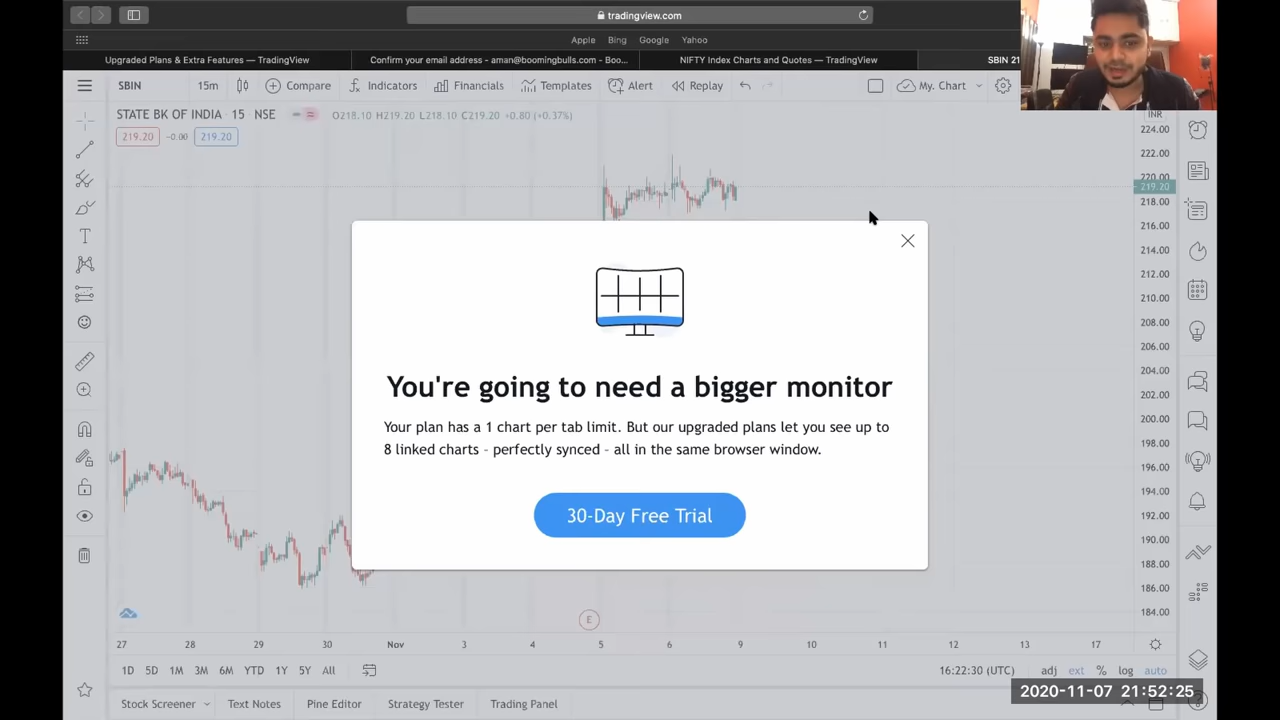 tradingview.com
Apple Bing Google Yahoo
Upgraded Plans & Extra Features — TradingView
Confirm your email address - aman@boomingbulls.com - Boo...
NIFTY Index Charts and Quotes — TradingView
SBIN 21
SBIN 15m Compare Indicators Financials Templates Alert Replay My. Chart
STATE BK OF INDIA · 15 NSE O218.10 H219.20 L218.10 C219.20 +0.80 (+0.37%)
INR
219.20 -0.00 219.20
224.00
222.00
220.00
219.20
218.00
216.00
214.00
212.00
210.00
208.00
206.00
204.00
202.00
200.00
198.00
196.00
194.00
192.00
190.00
188.00
186.00
184.00
You're going to need a bigger monitor
Your plan has a 1 chart per tab limit. But our upgraded plans let you see up to
8 linked charts - perfectly synced - all in the same browser window.
30-Day Free Trial
E
27 28 29 30 Nov 3 4 5 6 9 10 11 12 13 17
1D 5D 1M 3M 6M YTD 1Y 5Y All 16:22:30 (UTC) adj ext % log auto
2020-11-07 21:52:25
Stock Screener Text Notes Pine Editor Strategy Tester Trading Panel